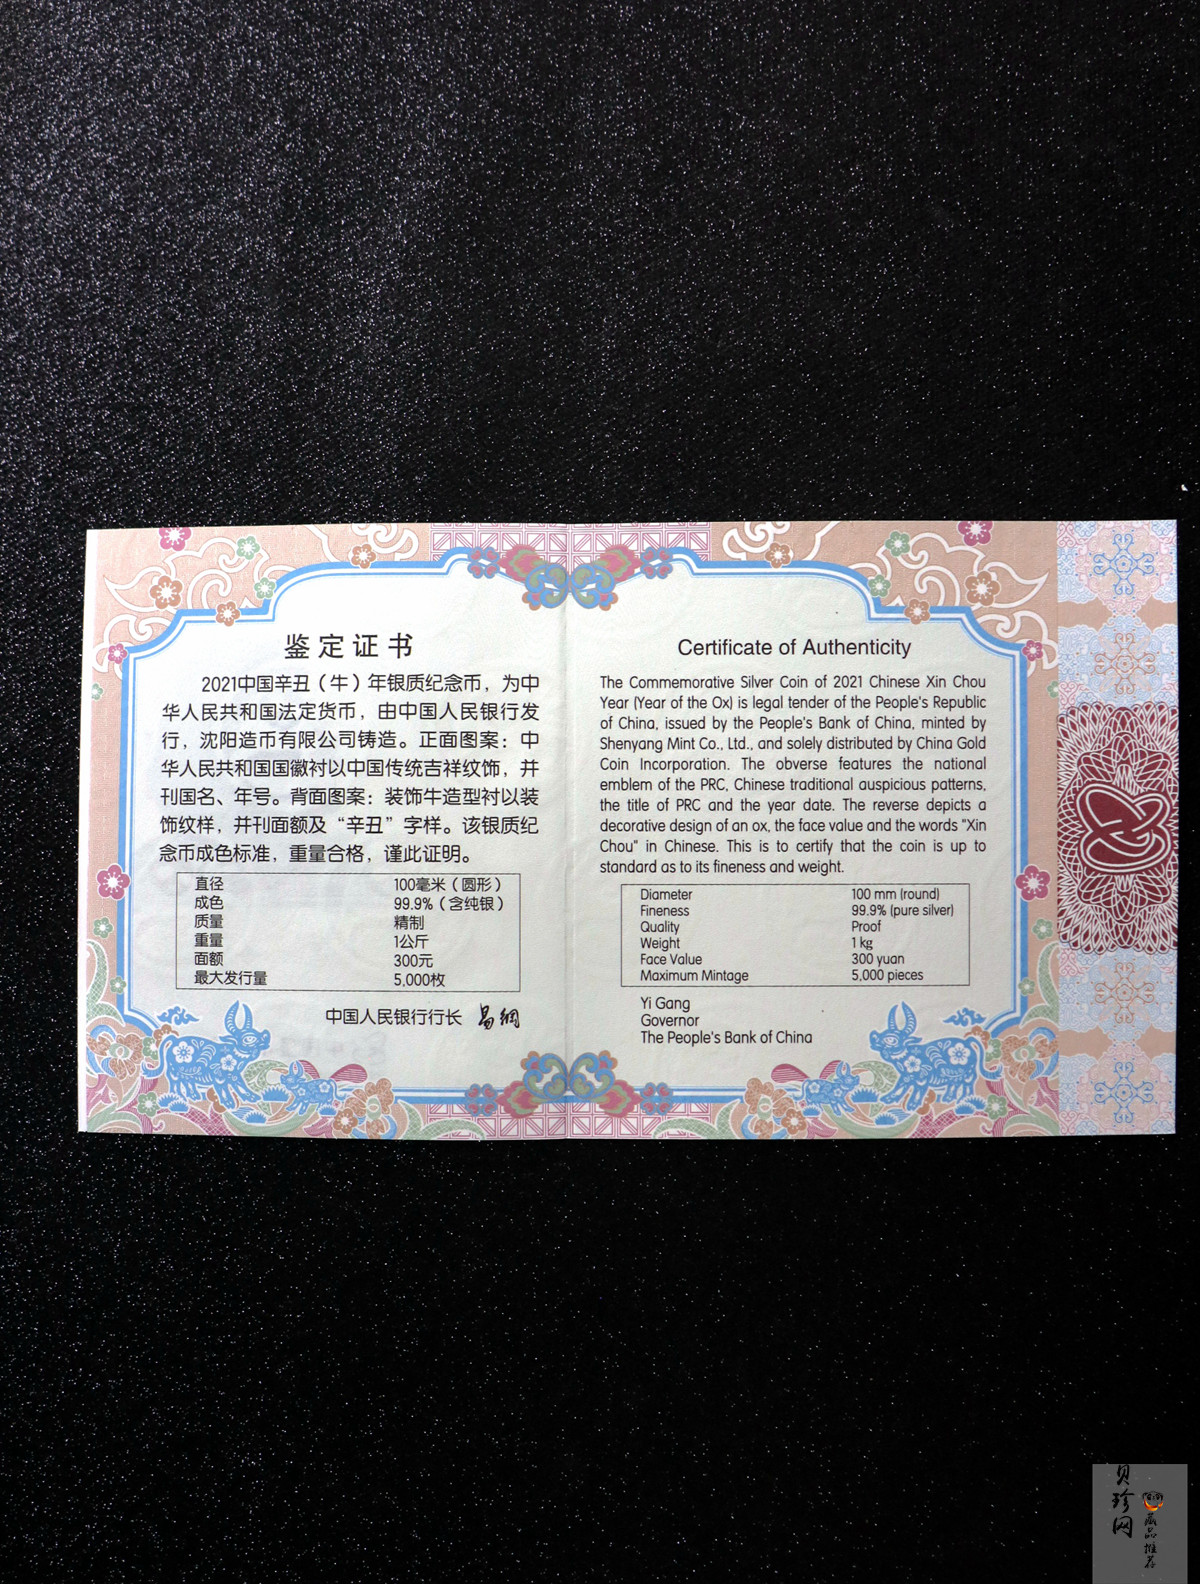 鉴定证书
2021中国辛丑（牛）年银质纪念币，为中
华人民共和国法定货币，由中国人民银行发
行，沈阳造币有限公司铸造。正面图案：中
华人民共和国国徽衬以中国传统吉祥纹饰，并
刊国名、年号。背面图案：装饰牛造型衬以装
饰纹样，并刊面额及“辛丑”字样。该银质纪
念币成色标准，重量合格，谨此证明。
直径 100毫米（圆形）
成色 99.9%（含纯银）
质量 精制
重量 1公斤
面额 300元
最大发行量 5,000枚
中国人民银行行长 易纲
Certificate of Authenticity
The Commemorative Silver Coin of 2021 Chinese Xin Chou
Year (Year of the Ox) is legal tender of the People's Republic
of China, issued by the People's Bank of China, minted by
Shenyang Mint Co., Ltd., and solely distributed by China Gold
Coin Incorporation. The obverse features the national
emblem of the PRC, Chinese traditional auspicious patterns,
the title of PRC and the year date. The reverse depicts a
decorative design of an ox, the face value and the words "Xin
Chou" in Chinese. This is to certify that the coin is up to
standard as to its fineness and weight.
Diameter 100 mm (round)
Fineness 99.9% (pure silver)
Quality Proof
Weight 1 kg
Face Value 300 yuan
Maximum Mintage 5,000 pieces
Yi Gang
Governor
The People's Bank of China
贝珍网
藏品推荐